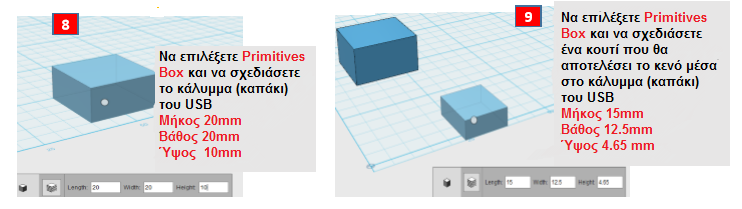 8
Να επιλέξετε Primitives
Box και να σχεδιάσετε
το κάλυμμα (καπάκι)
του USB
Μήκος 20mm
Βάθος 20mm
Ύψος 10mm
Length: 20 Width: 20 Height: 10
9
Να επιλέξετε Primitives
Box και να σχεδιάσετε
ένα κουτί που θα
αποτελέσει το κενό μέσα
στο κάλυμμα (καπάκι)
του USB
Μήκος 15mm
Βάθος 12.5mm
Ύψος 4.65 mm
Length: 15 Width: 12.5 Height: 4.65